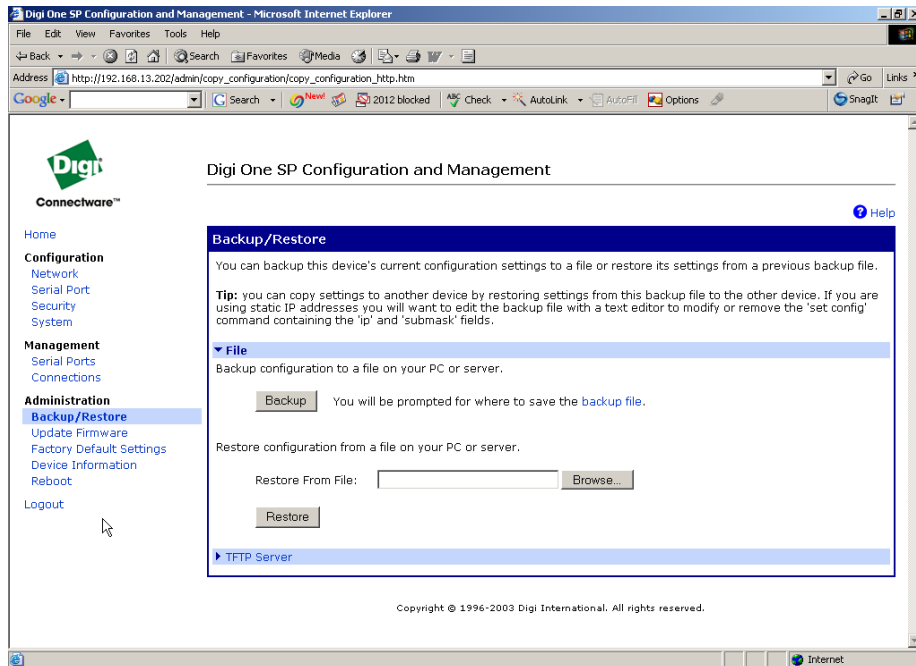 Digi One SP Configuration and Management - Microsoft Internet Explorer
File Edit View Favorites Tools Help
Back Search Favorites Media
Address http://192.168.13.202/admin/copy_configuration/copy_configuration_http.htm Go Links
Google Search New! 2012 blocked ABC Check AutoLink AutoFill Options SnagIt
Digi
Connectware™
Digi One SP Configuration and Management
? Help
Home
Configuration
Network
Serial Port
Security
System
Management
Serial Ports
Connections
Administration
Backup/Restore
Update Firmware
Factory Default Settings
Device Information
Reboot
Logout
Backup/Restore
You can backup this device's current configuration settings to a file or restore its settings from a previous backup file.
Tip: you can copy settings to another device by restoring settings from this backup file to the other device. If you are
using static IP addresses you will want to edit the backup file with a text editor to modify or remove the 'set config'
command containing the 'ip' and 'submask' fields.
File
Backup configuration to a file on your PC or server.
Backup You will be prompted for where to save the backup file.
Restore configuration from a file on your PC or server.
Restore From File: Browse...
Restore
TFTP Server
Copyright © 1996-2003 Digi International. All rights reserved.
Internet